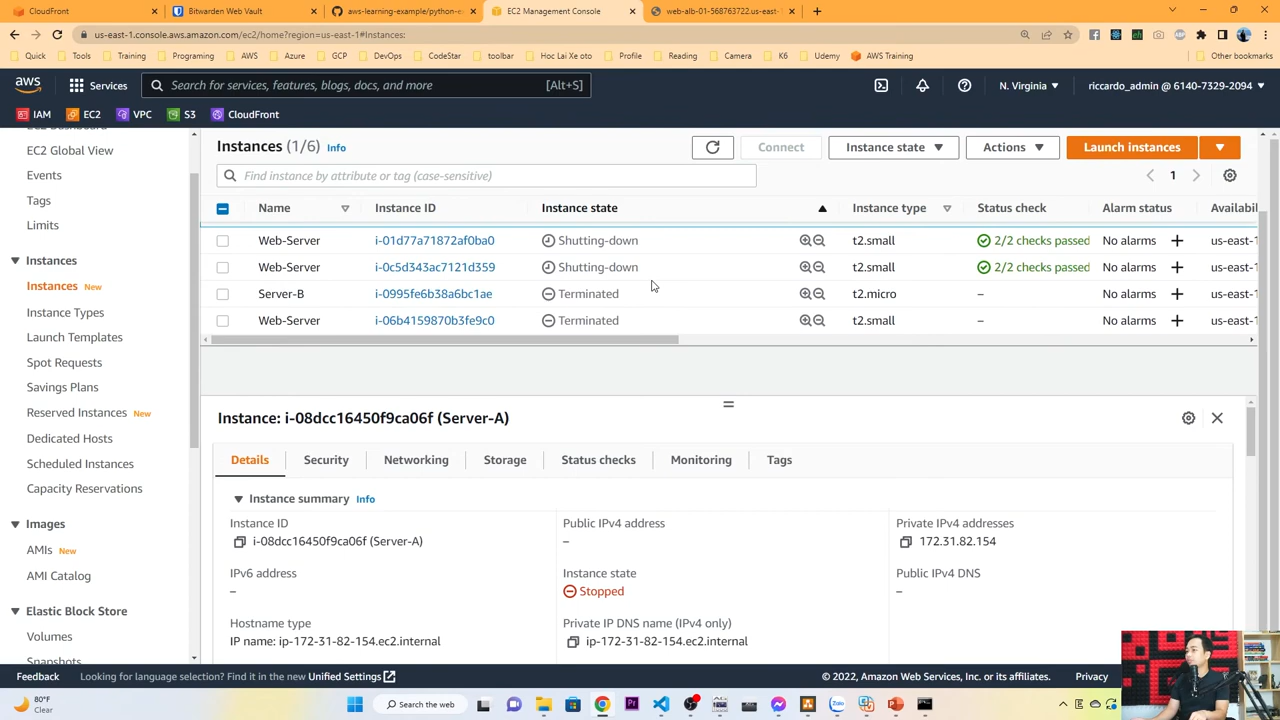 CloudFront
Bitwarden Web Vault
aws-learning-example/python-c
EC2 Management Console
web-alb-01-568763722.us-east-1
us-east-1.console.aws.amazon.com/ec2/home?region=us-east-1#Instances:
Quick Tools Training Programing AWS Azure GCP DevOps CodeStar toolbar Hoc Lai Xe oto Profile Reading Camera K6 Udemy AWS Training Other bookmarks
aws Services Search for services, features, blogs, docs, and more [Alt+S] N. Virginia riccardo_admin @ 6140-7329-2094
IAM EC2 VPC S3 CloudFront
EC2 Dashboard
EC2 Global View
Events
Tags
Limits
Instances
Instances New
Instance Types
Launch Templates
Spot Requests
Savings Plans
Reserved Instances New
Dedicated Hosts
Scheduled Instances
Capacity Reservations
Images
AMIs New
AMI Catalog
Elastic Block Store
Volumes
Snapshots
Instances (1/6) Info Connect Instance state Actions Launch instances
Find instance by attribute or tag (case-sensitive) 1
Name Instance ID Instance state Instance type Status check Alarm status Availabil
Web-Server i-01d77a71872af0ba0 Shutting-down t2.small 2/2 checks passed No alarms + us-east-1
Web-Server i-0c5d343ac7121d359 Shutting-down t2.small 2/2 checks passed No alarms + us-east-1
Server-B i-0995fe6b38a6bc1ae Terminated t2.micro – No alarms + us-east-1
Web-Server i-06b4159870b3fe9c0 Terminated t2.small – No alarms + us-east-1
Instance: i-08dcc16450f9ca06f (Server-A)
Details Security Networking Storage Status checks Monitoring Tags
Instance summary Info
Instance ID Public IPv4 address Private IPv4 addresses
i-08dcc16450f9ca06f (Server-A) – 172.31.82.154
IPv6 address Instance state Public IPv4 DNS
– Stopped –
Hostname type Private IP DNS name (IPv4 only)
IP name: ip-172-31-82-154.ec2.internal ip-172-31-82-154.ec2.internal
Feedback Looking for language selection? Find it in the new Unified Settings © 2022, Amazon Web Services, Inc. or its affiliates. Privacy
80°F
Clear
Search the web
Zalo